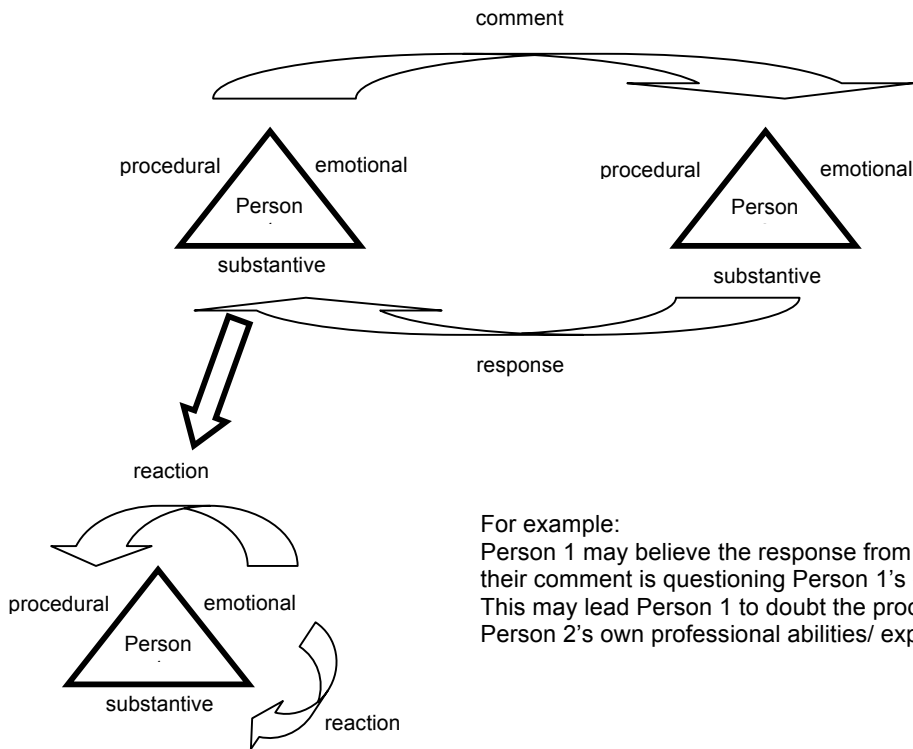 comment
procedural
emotional
Person
substantive
procedural
emotional
Person
substantive
response
reaction
procedural
emotional
Person
substantive
reaction
For example:
Person 1 may believe the response from
their comment is questioning Person 1's
This may lead Person 1 to doubt the
Person 2's own professional abilities/